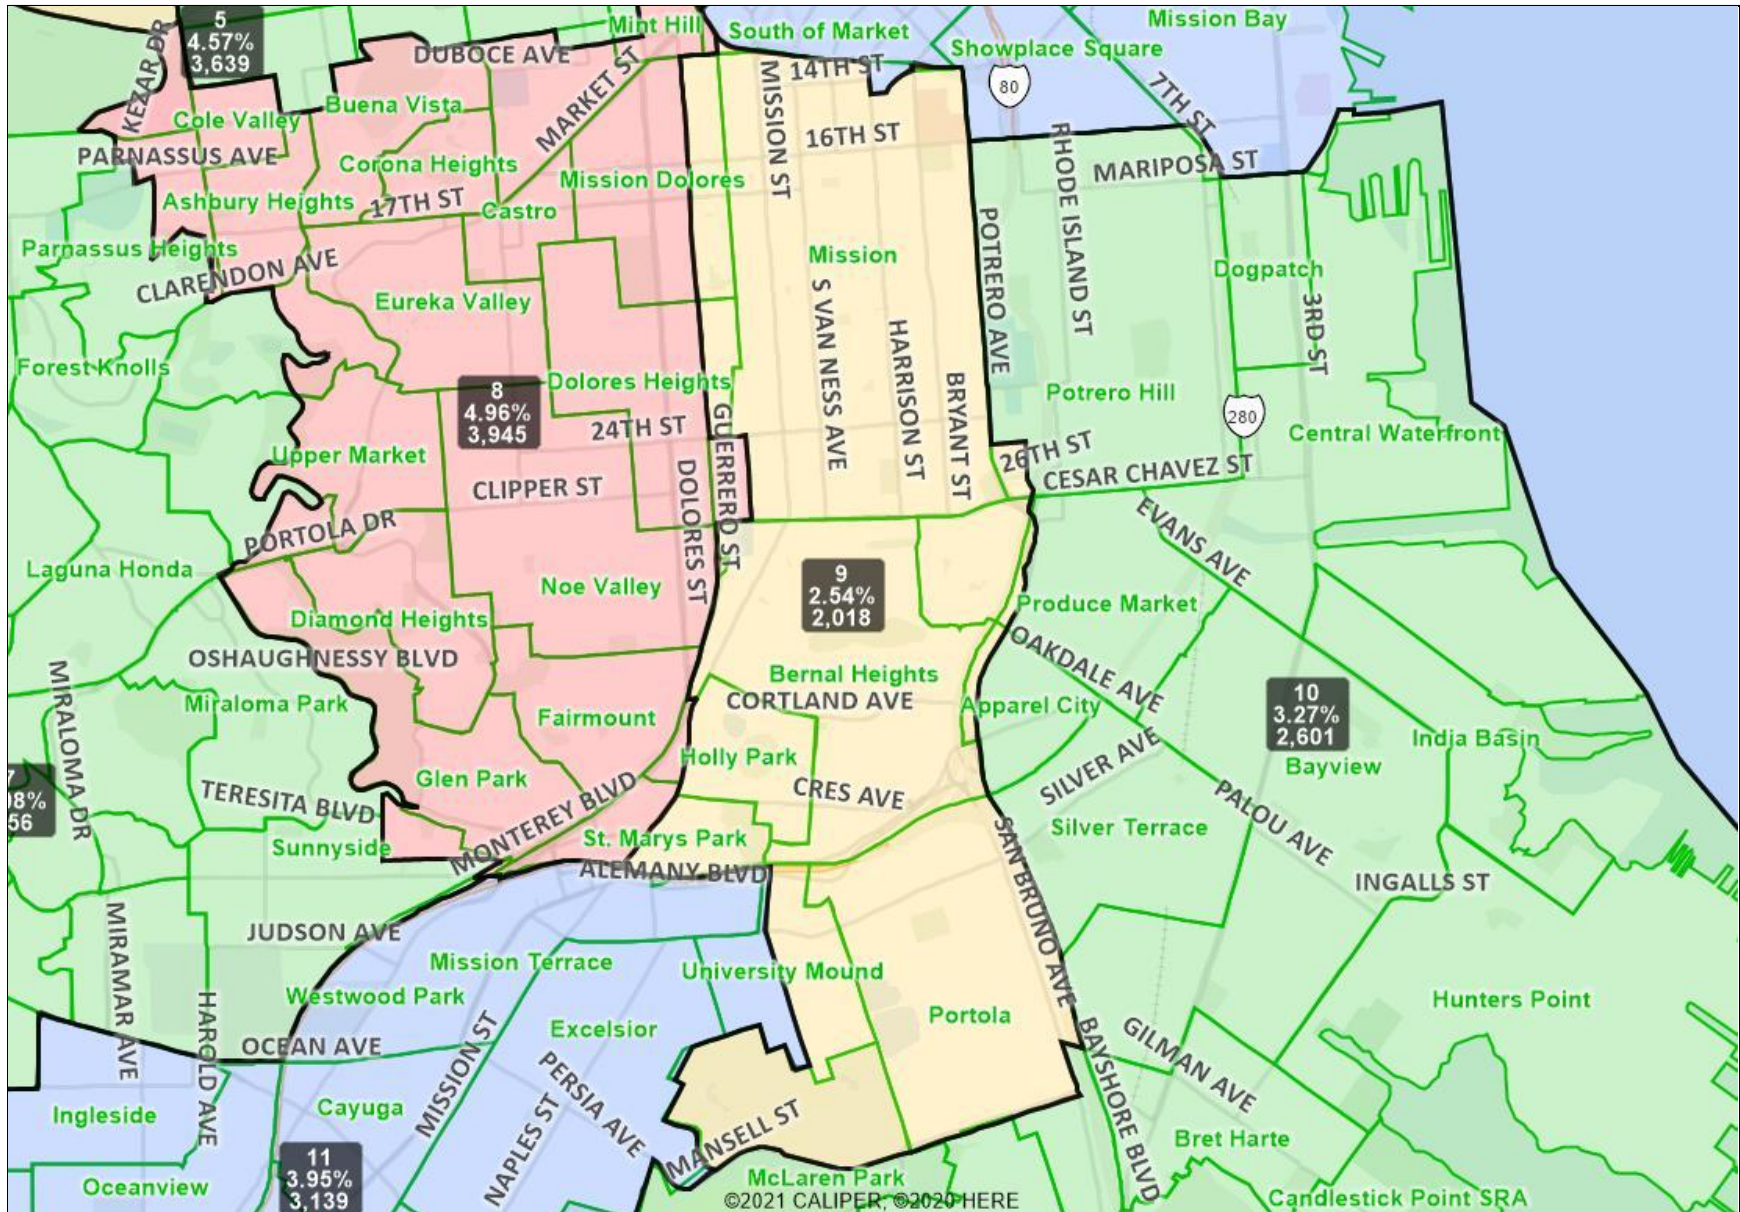 5
4.57%
3,639
KEZAR DR
DUBOCE AVE
Mint Hill
South of Market
Mission Bay
Showplace Square
14TH ST
80
7TH ST
MARKET ST
MISSION ST
Buena Vista
Cole Valley
16TH ST
PARNASSUS AVE
Corona Heights
Mission Dolores
MARIPOSA ST
RHODE ISLAND ST
Ashbury Heights
17TH ST
Castro
Parnassus Heights
CLARENDON AVE
Mission
POTRERO AVE
Dogpatch
Eureka Valley
S VAN NESS AVE
HARRISON ST
BRYANT ST
3RD ST
Forest Knolls
8
4.96%
3,945
Dolores Heights
Potrero Hill
280
24TH ST
GUERRERO ST
Central Waterfront
Upper Market
26TH ST
CESAR CHAVEZ ST
CLIPPER ST
DOLORES ST
PORTOLA DR
EVANS AVE
Laguna Honda
Noe Valley
9
2.54%
2,018
Produce Market
Diamond Heights
OSHAUGHNESSY BLVD
OAKDALE AVE
MIRALOMA DR
Miraloma Park
Bernal Heights
CORTLAND AVE
Apparel City
10
3.27%
2,601
Fairmount
India Basin
Holly Park
Bayview
Glen Park
SILVER AVE
7
08%
56
TERESITA BLVD
CRES AVE
PALOU AVE
MONTEREY BLVD
Sunnyside
St. Marys Park
Silver Terrace
ALEMANY BLVD
SAN BRUNO AVE
INGALLS ST
JUDSON AVE
MIRAMAR AVE
Mission Terrace
University Mound
Westwood Park
HAROLD AVE
Hunters Point
Excelsior
Portola
OCEAN AVE
MISSION ST
BAYSHORE BLVD
GILMAN AVE
PERSIA AVE
Ingleside
Cayuga
NAPLES ST
MANSELL ST
Bret Harte
11
3.95%
3,139
Oceanview
McLaren Park
Candlestick Point SRA
©2021 CALIPER; ©2020 HERE